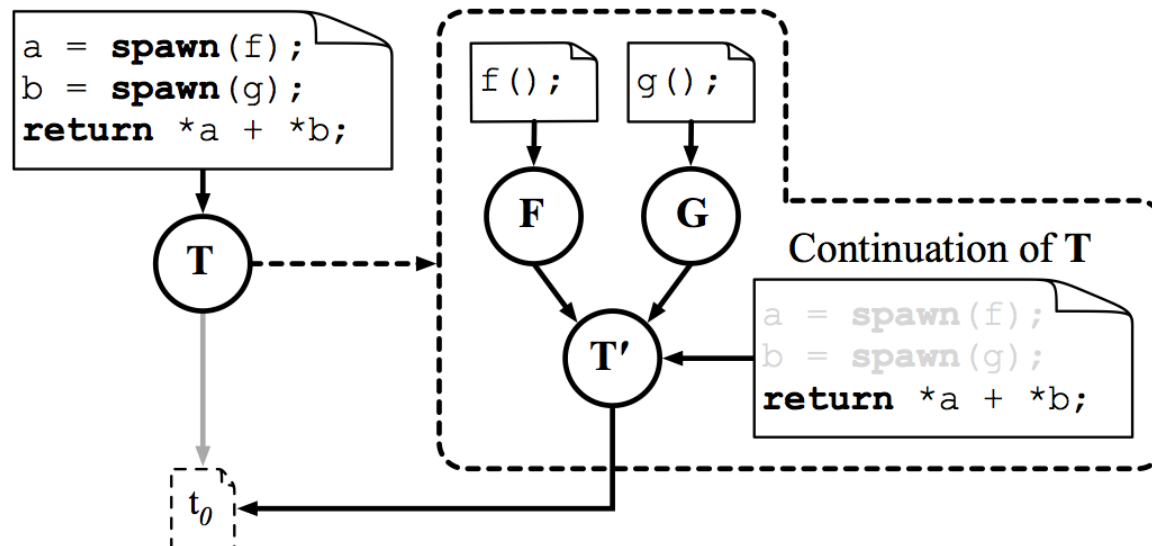 a = spawn(f);
b = spawn(g);
return *a + *b;
f();
g();
F
G
T
Continuation of T
a = spawn(f);
b = spawn(g);
return *a + *b;
T′
t0